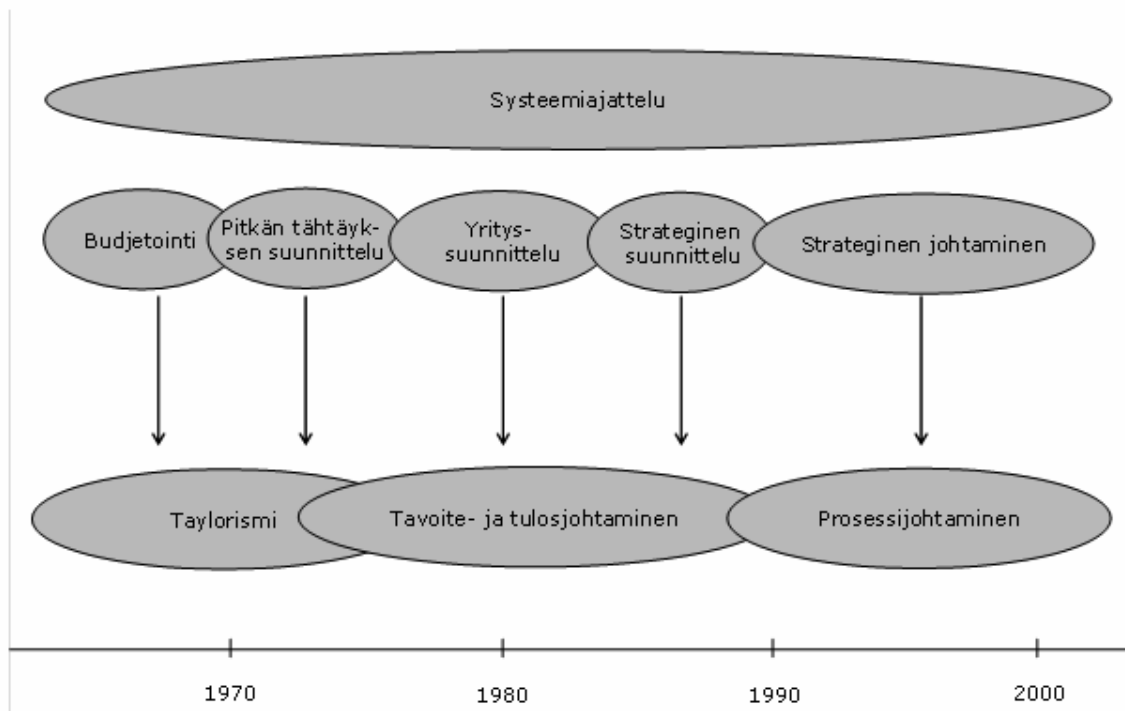 Systeemiajattelu
Budjetointi
Pitkän tähtäyk-
sen suunnittelu
Yritys-
suunnittelu
Strateginen
suunnittelu
Strateginen johtaminen
Taylorismi
Tavoite- ja tulosjohtaminen
Prosessijohtaminen
1970
1980
1990
2000